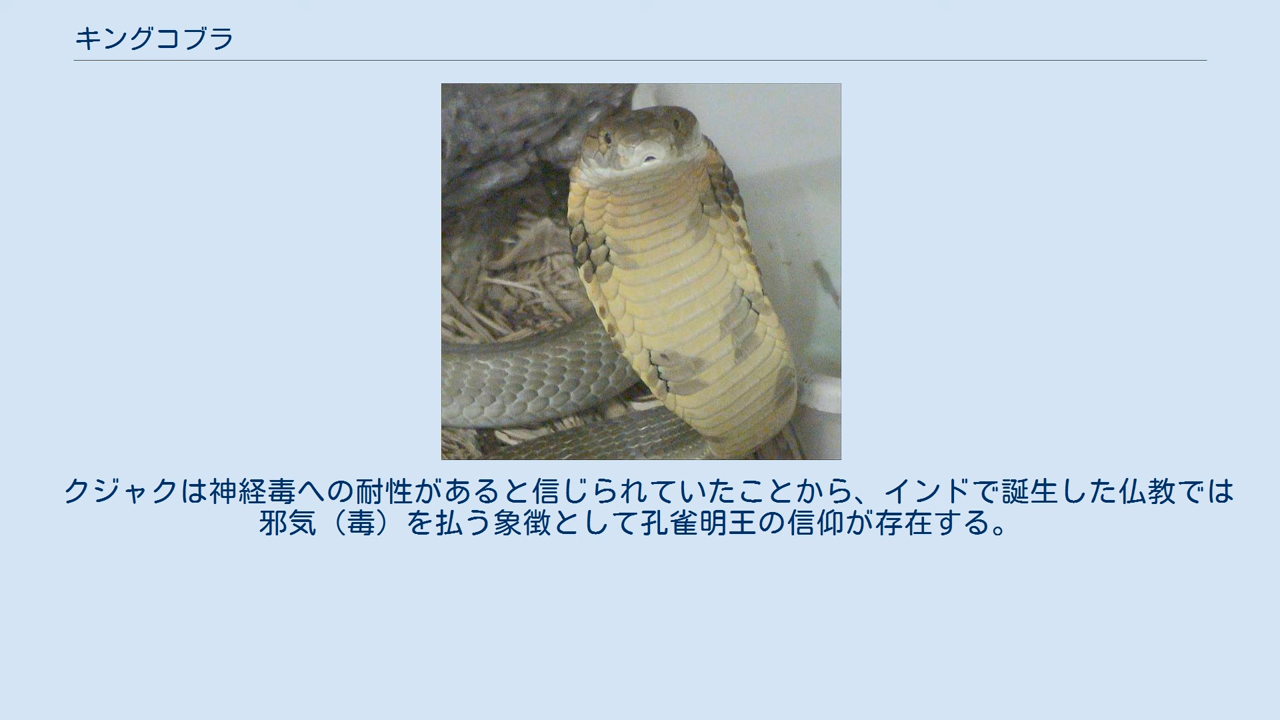 キングコブラ
クジャクは神経毒への耐性があると信じられていたことから、インドで誕生した仏教では
邪気（毒）を払う象徴として孔雀明王の信仰が存在する。